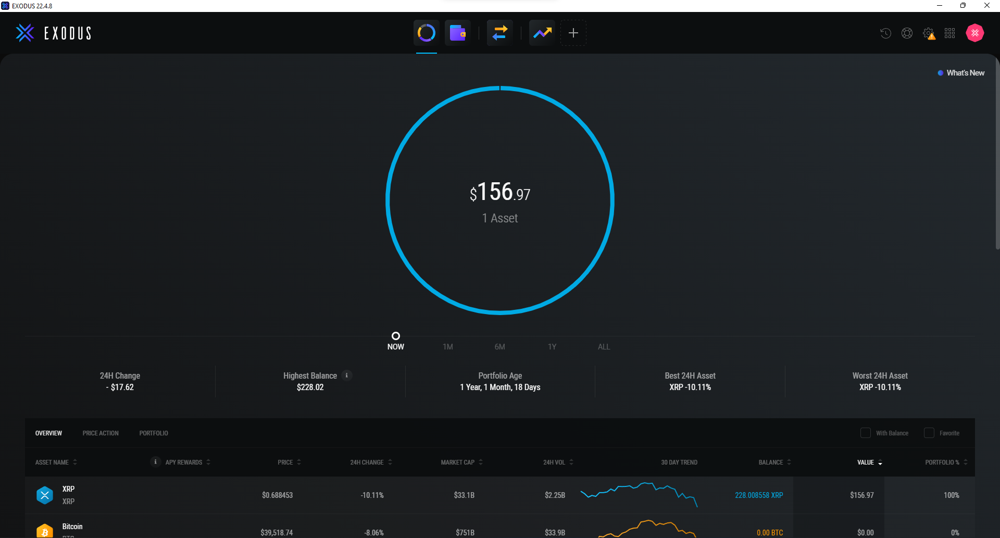 EXODUS 22.4.8
EXODUS
What's New
$156.97
1 Asset
NOW 1M 6M 1Y ALL
24H Change Highest Balance i Portfolio Age Best 24H Asset Worst 24H Asset
- $17.62 $228.02 1 Year, 1 Month, 18 Days XRP -10.11% XRP -10.11%
OVERVIEW PRICE ACTION PORTFOLIO With Balance Favorite
ASSET NAME i APY REWARDS PRICE 24H CHANGE MARKET CAP 24H VOL 30 DAY TREND BALANCE VALUE PORTFOLIO %
XRP
XRP $0.688453 -10.11% $33.1B $2.25B 228.008558 XRP $156.97 100%
Bitcoin
BTC $39,518.74 -8.06% $751B $33.9B 0.00 BTC $0.00 0%